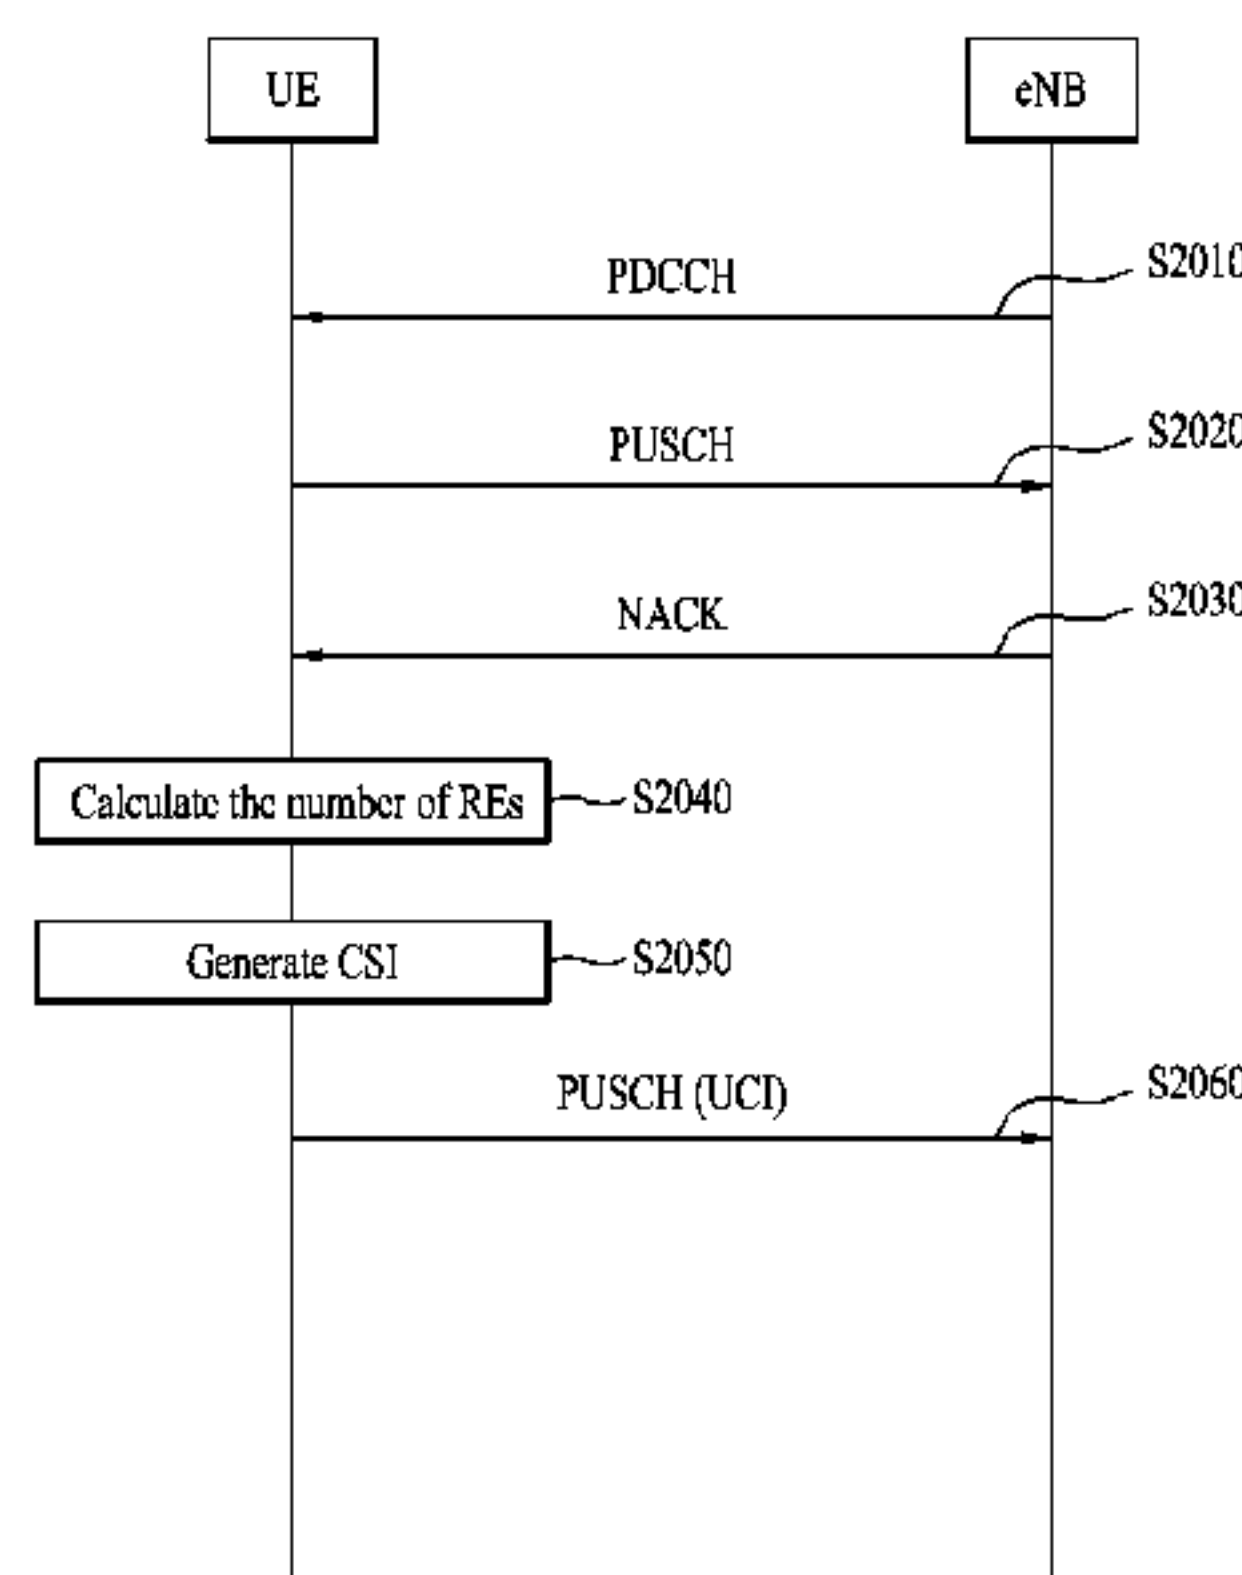 UE
eNB
PDCCH
S2010
PUSCH
S2020
NACK
S2030
Calculate the number of REs
S2040
Generate CSI
S2050
PUSCH (UCI)
S2060